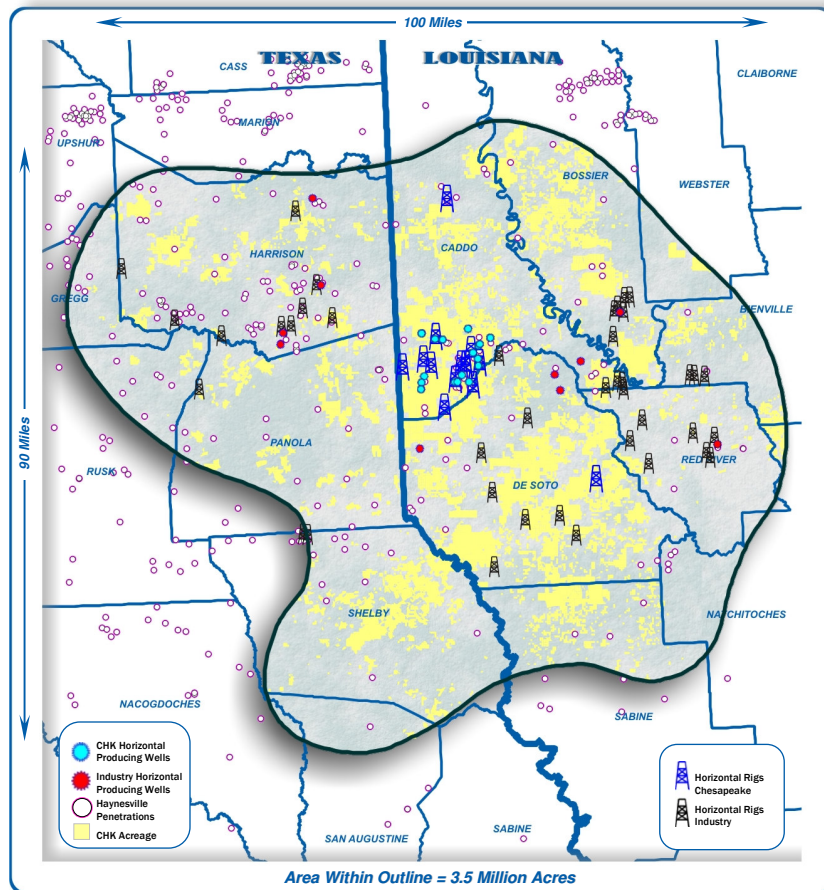 100 Miles
TEXAS LOUISIANA
CASS
CLAIBORNE
MARION
UPSHUR
BOSSIER
WEBSTER
HARRISON
CADDO
GREGG
BIENVILLE
90 Miles
PANOLA
RUSK
RED RIVER
DE SOTO
SHELBY
NATCHITOCHES
NACOGDOCHES
SABINE
CHK Horizontal
Producing Wells
Industry Horizontal
Producing Wells
Haynesville
Penetrations
CHK Acreage
Horizontal Rigs
Chesapeake
Horizontal Rigs
Industry
SABINE
SAN AUGUSTINE
Area Within Outline = 3.5 Million Acres